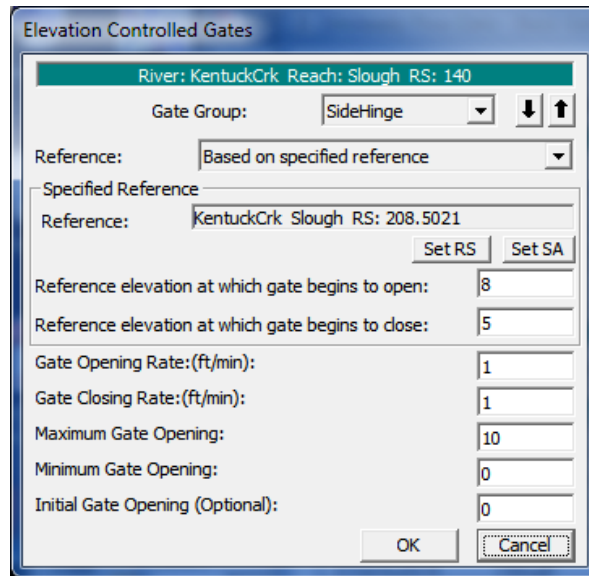 Elevation Controlled Gates
River: KentuckCrk Reach: Slough RS: 140
Gate Group: SideHinge
Reference: Based on specified reference
Specified Reference
Reference: KentuckCrk Slough RS: 208.5021
Set RS Set SA
Reference elevation at which gate begins to open: 8
Reference elevation at which gate begins to close: 5
Gate Opening Rate:(ft/min): 1
Gate Closing Rate:(ft/min): 1
Maximum Gate Opening: 10
Minimum Gate Opening: 0
Initial Gate Opening (Optional): 0
OK Cancel